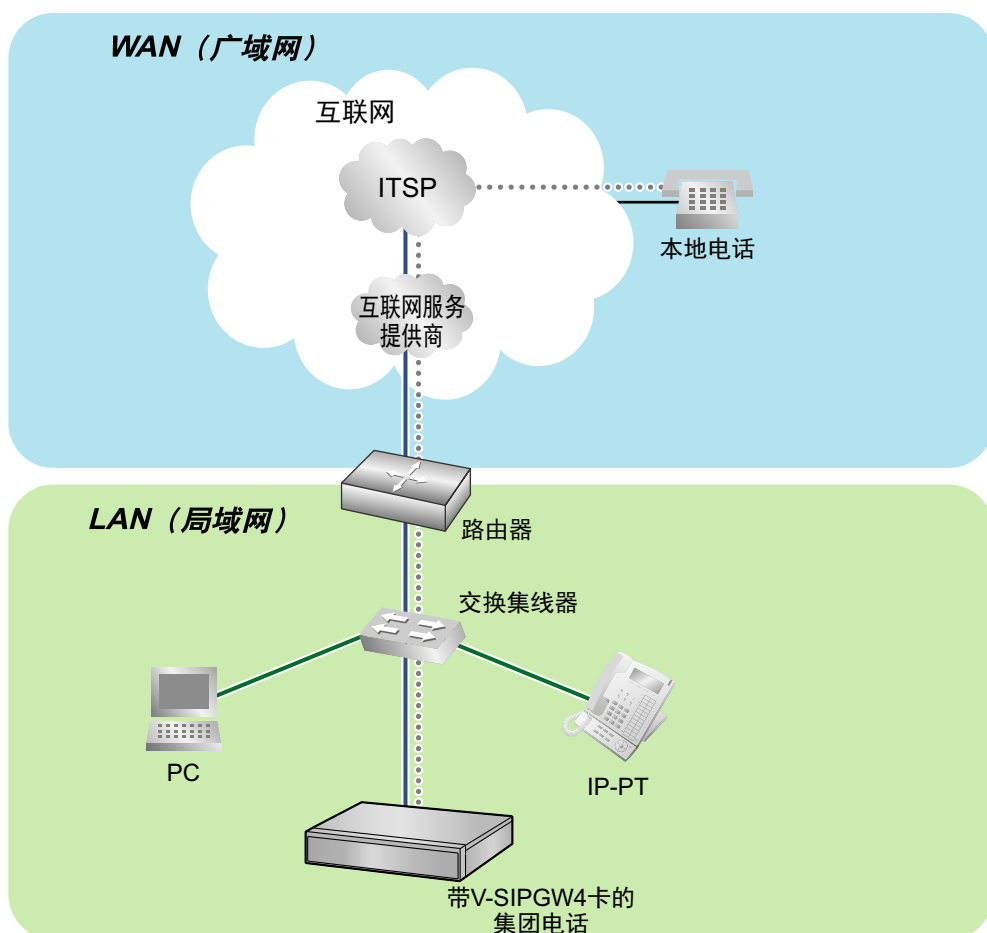 WAN（广域网）
互联网
ITSP
本地电话
互联网服务
提供商
LAN（局域网）
路由器
交换集线器
PC
IP-PT
带V-SIPGW4卡的
集团电话